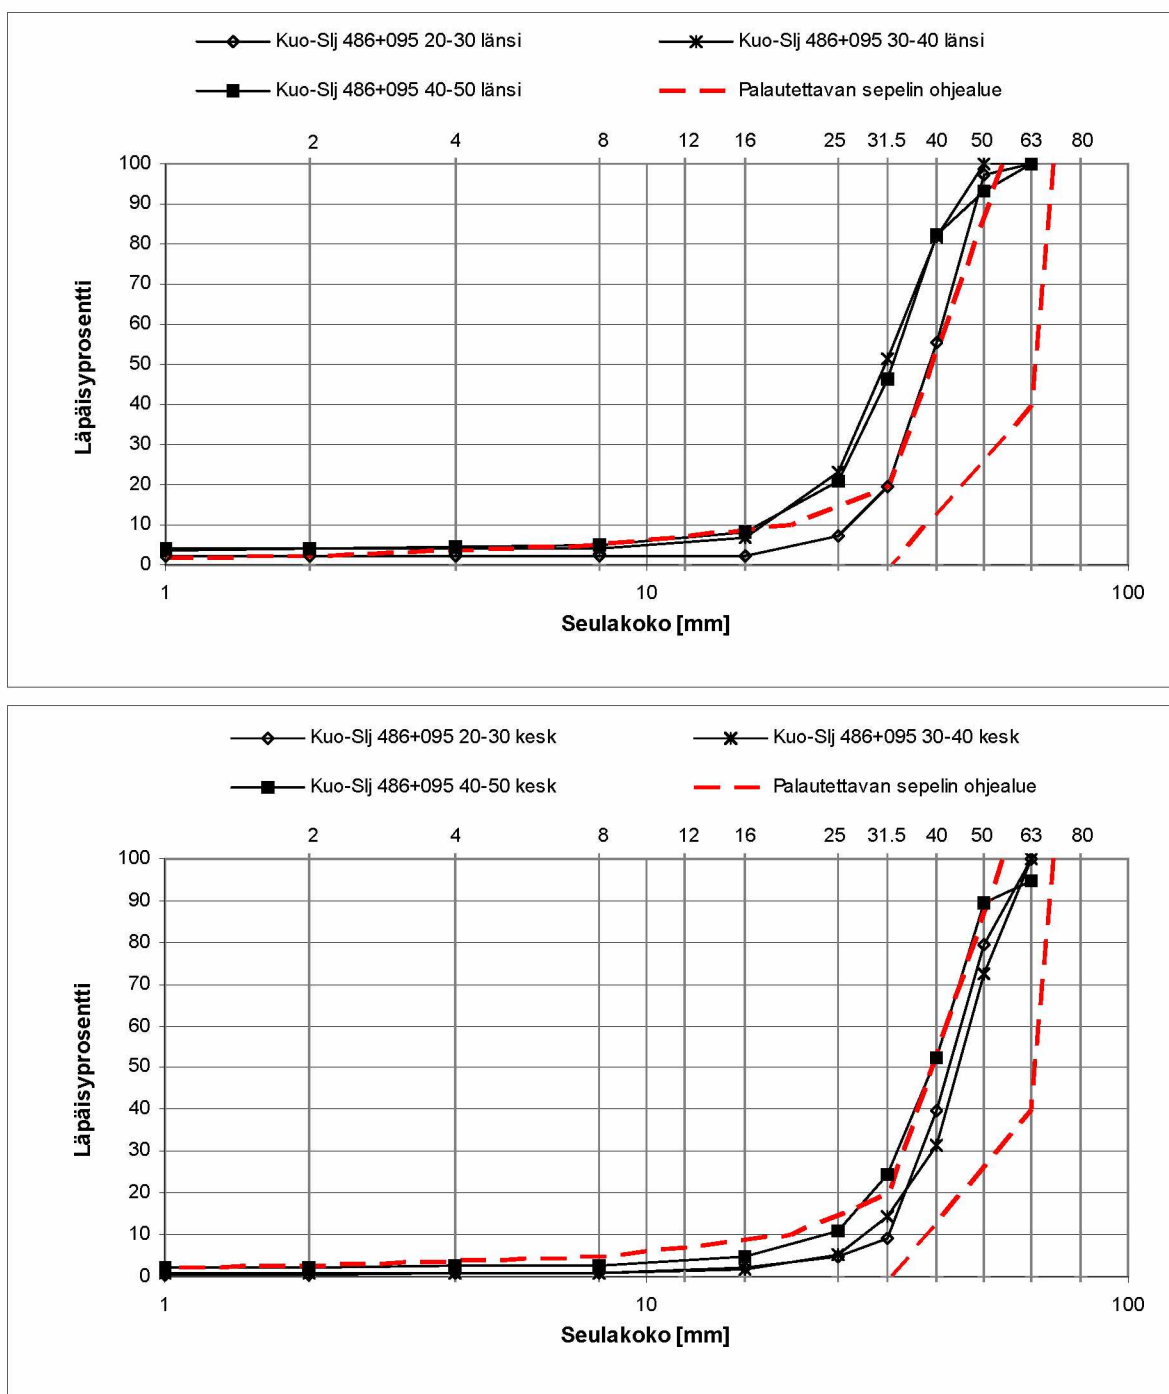 Kuo-Slj 486+095 20-30 länsi Kuo-Slj 486+095 30-40 länsi
Kuo-Slj 486+095 40-50 länsi Palautettavan sepelin ohjealue
2 4 8 12 16 25 31.5 40 50 63 80
100
90
80
70
60
50
40
30
20
10
0
Läpäisyprosentti
1 10 100
Seulakoko [mm]
Kuo-Slj 486+095 20-30 kesk Kuo-Slj 486+095 30-40 kesk
Kuo-Slj 486+095 40-50 kesk Palautettavan sepelin ohjealue
2 4 8 12 16 25 31.5 40 50 63 80
100
90
80
70
60
50
40
30
20
10
0
Läpäisyprosentti
1 10 100
Seulakoko [mm]